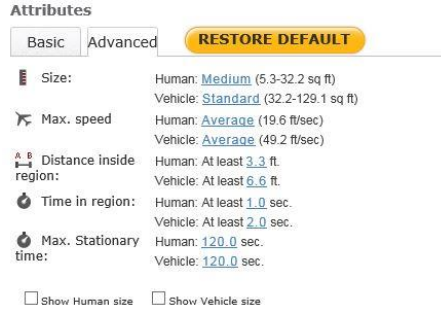 Attributes
Basic Advanced RESTORE DEFAULT
Size: Human: Medium (5.3-32.2 sq ft)
Vehicle: Standard (32.2-129.1 sq ft)
Max. speed Human: Average (19.6 ft/sec)
Vehicle: Average (49.2 ft/sec)
A B Distance inside region: Human: At least 3.3 ft.
Vehicle: At least 6.6 ft.
Time in region: Human: At least 1.0 sec.
Vehicle: At least 2.0 sec.
Max. Stationary time: Human: 120.0 sec.
Vehicle: 120.0 sec.
Show Human size Show Vehicle size